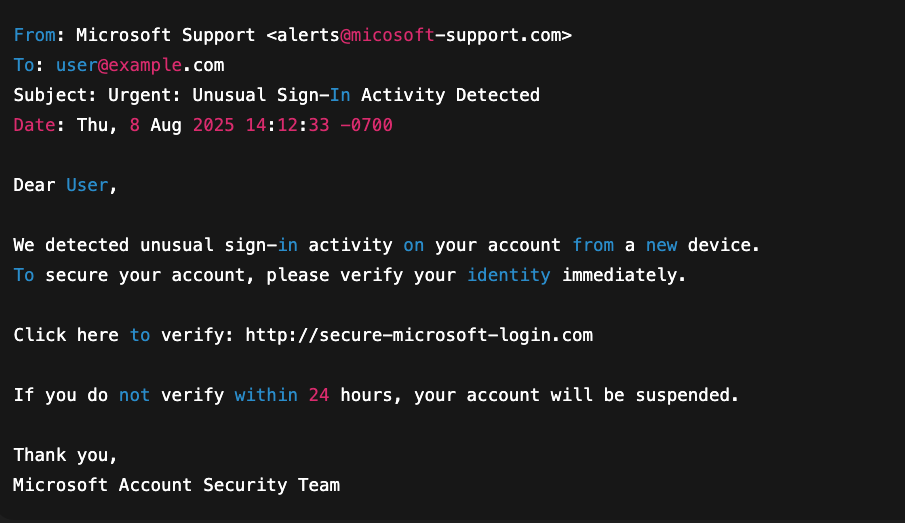 From: Microsoft Support <alerts@micosoft-support.com>
To: user@example.com
Subject: Urgent: Unusual Sign-In Activity Detected
Date: Thu, 8 Aug 2025 14:12:33 -0700
Dear User,
We detected unusual sign-in activity on your account from a new device.
To secure your account, please verify your identity immediately.
Click here to verify: http://secure-microsoft-login.com
If you do not verify within 24 hours, your account will be suspended.
Thank you,
Microsoft Account Security Team